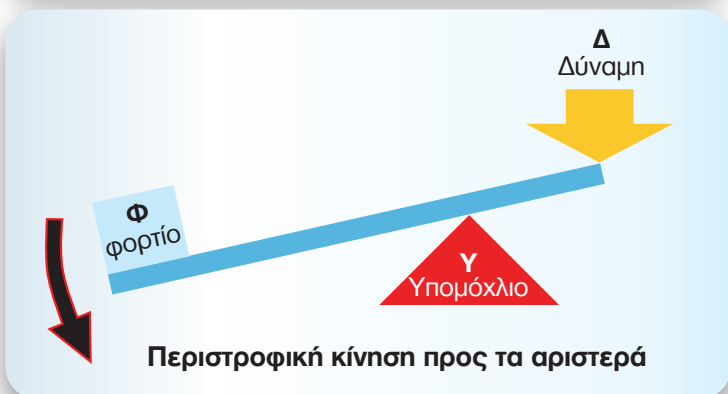 Δ
Δύναμη
Φ
φορτίο
Υ
Υπομόχλιο
Περιστροφική κίνηση προς τα αριστερά